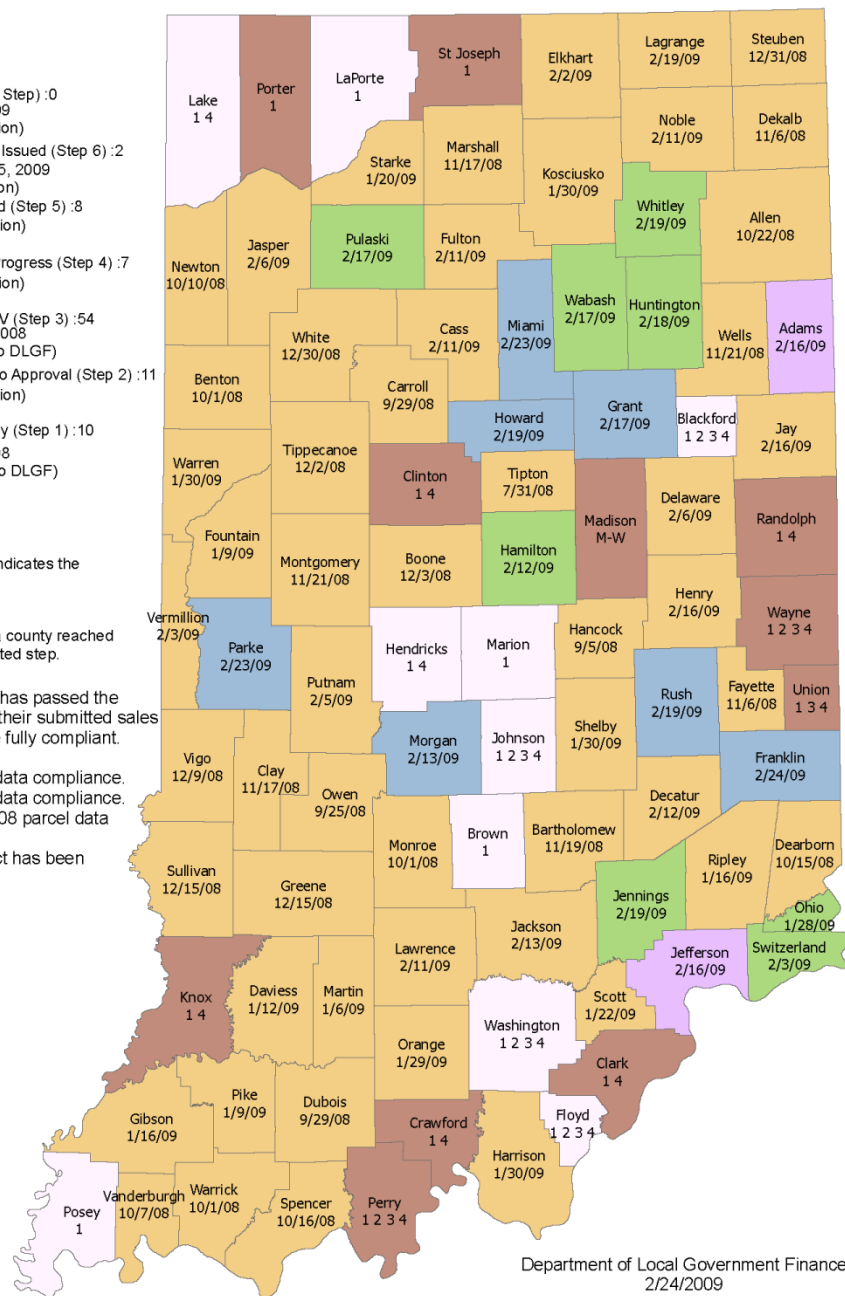 Step) :0
09
ion)
Issued (Step 6) :2
5, 2009
on)
d (Step 5) :8
ion)
rogress (Step 4) :7
ion)
V (Step 3) :54
008
o DLGF)
o Approval (Step 2) :11
ion)
y (Step 1) :10
08
o DLGF)
ndicates the
a county reached
ted step.
has passed the
their submitted sales
e fully compliant.
data compliance.
data compliance.
08 parcel data
ct has been
Lake
1 4
Porter
1
LaPorte
1
St Joseph
1
Elkhart
2/2/09
Lagrange
2/19/09
Steuben
12/31/08
Noble
2/11/09
Dekalb
11/6/08
Starke
1/20/09
Marshall
11/17/08
Kosciusko
1/30/09
Whitley
2/19/09
Allen
10/22/08
Newton
10/10/08
Jasper
2/6/09
Pulaski
2/17/09
Fulton
2/11/09
Miami
2/23/09
Wabash
2/17/09
Huntington
2/18/09
Wells
11/21/08
Adams
2/16/09
White
12/30/08
Cass
2/11/09
Benton
10/1/08
Carroll
9/29/08
Howard
2/19/09
Grant
2/17/09
Blackford
1 2 3 4
Jay
2/16/09
Warren
1/30/09
Tippecanoe
12/2/08
Clinton
1 4
Tipton
7/31/08
Madison
M-W
Delaware
2/6/09
Randolph
1 4
Fountain
1/9/09
Montgomery
11/21/08
Boone
12/3/08
Hamilton
2/12/09
Henry
2/16/09
Wayne
1 2 3 4
Vermillion
2/3/09
Parke
2/23/09
Putnam
2/5/09
Hendricks
1 4
Marion
1
Hancock
9/5/08
Rush
2/19/09
Fayette
11/6/08
Union
1 3 4
Vigo
12/9/08
Clay
11/17/08
Owen
9/25/08
Morgan
2/13/09
Johnson
1 2 3 4
Shelby
1/30/09
Franklin
2/24/09
Decatur
2/12/09
Sullivan
12/15/08
Greene
12/15/08
Monroe
10/1/08
Brown
1
Bartholomew
11/19/08
Jennings
2/19/09
Ripley
1/16/09
Dearborn
10/15/08
Ohio
1/28/09
Switzerland
2/3/09
Jefferson
2/16/09
Jackson
2/13/09
Lawrence
2/11/09
Knox
1 4
Daviess
1/12/09
Martin
1/6/09
Orange
1/29/09
Washington
1 2 3 4
Scott
1/22/09
Clark
1 4
Gibson
1/16/09
Pike
1/9/09
Dubois
9/29/08
Crawford
1 4
Harrison
1/30/09
Floyd
1 2 3 4
Posey
1
Vanderburgh
10/7/08
Warrick
10/1/08
Spencer
10/16/08
Perry
1 2 3 4
Department of Local Government Finance
2/24/2009